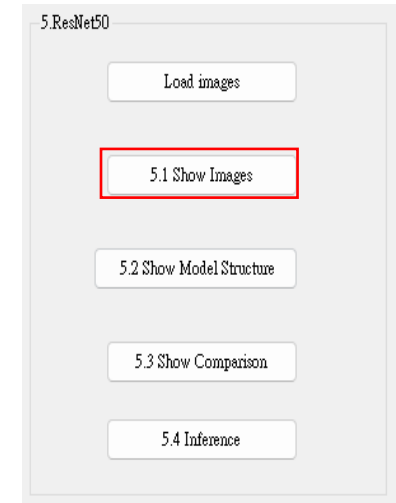 5.ResNet50
Load images
5.1 Show Images
5.2 Show Model Structure
5.3 Show Comparison
5.4 Inference